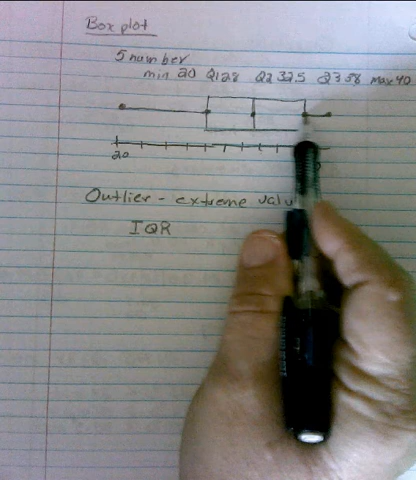 Box plot
5 number
min 20 Q1 28 Q2 32.5 Q3 38 max 40
20
Outlier - extreme valu
IQR